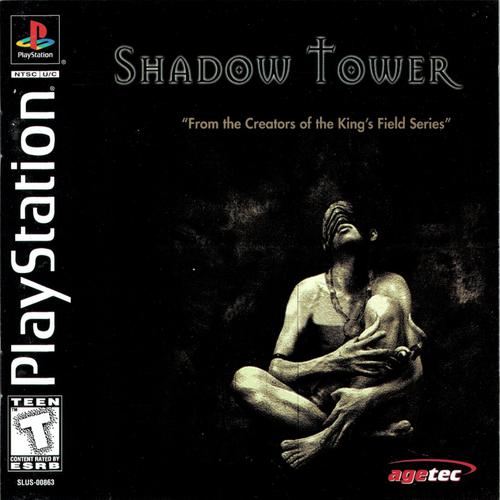 PlayStation
NTSC U/C
PlayStation
SHADOW TOWER
"From the Creators of the King's Field Series"
TEEN
T
CONTENT RATED BY
ESRB
SLUS-00863
agetec